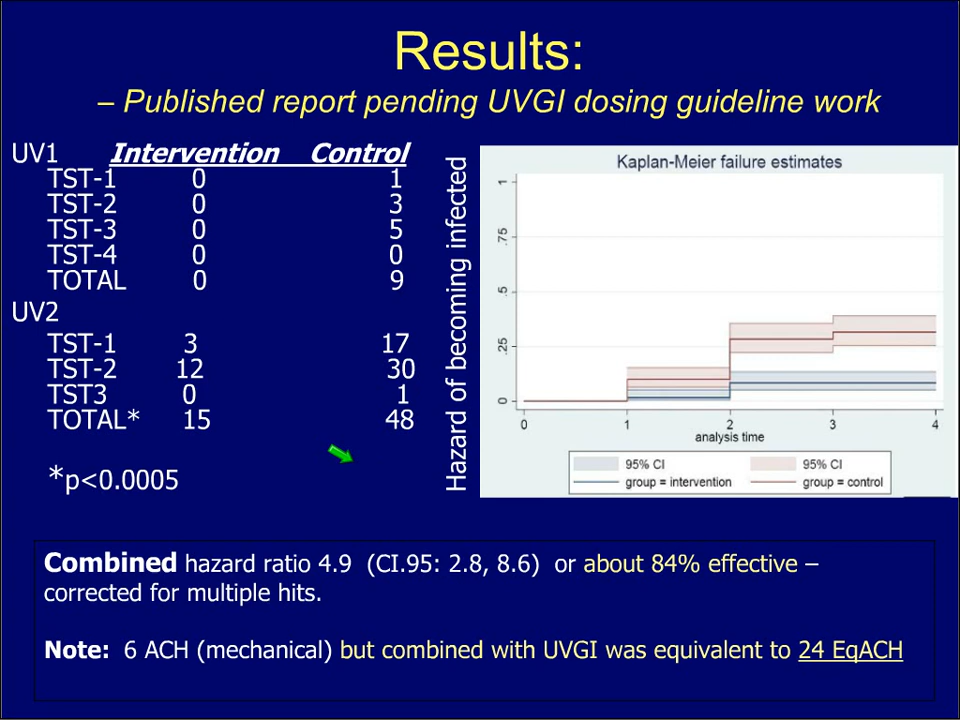 Results:
– Published report pending UVGI dosing guideline work
UV1 Intervention Control
TST-1 0 1
TST-2 0 3
TST-3 0 5
TST-4 0 0
TOTAL 0 9
UV2
TST-1 3 17
TST-2 12 30
TST3 0 1
TOTAL* 15 48
*p<0.0005
Hazard of becoming infected
Kaplan-Meier failure estimates
1
.75
.5
.25
0
0 1 2 3 4
analysis time
95% CI 95% CI
group = intervention group = control
Combined hazard ratio 4.9 (CI.95: 2.8, 8.6) or about 84% effective –
corrected for multiple hits.
Note: 6 ACH (mechanical) but combined with UVGI was equivalent to 24 EqACH